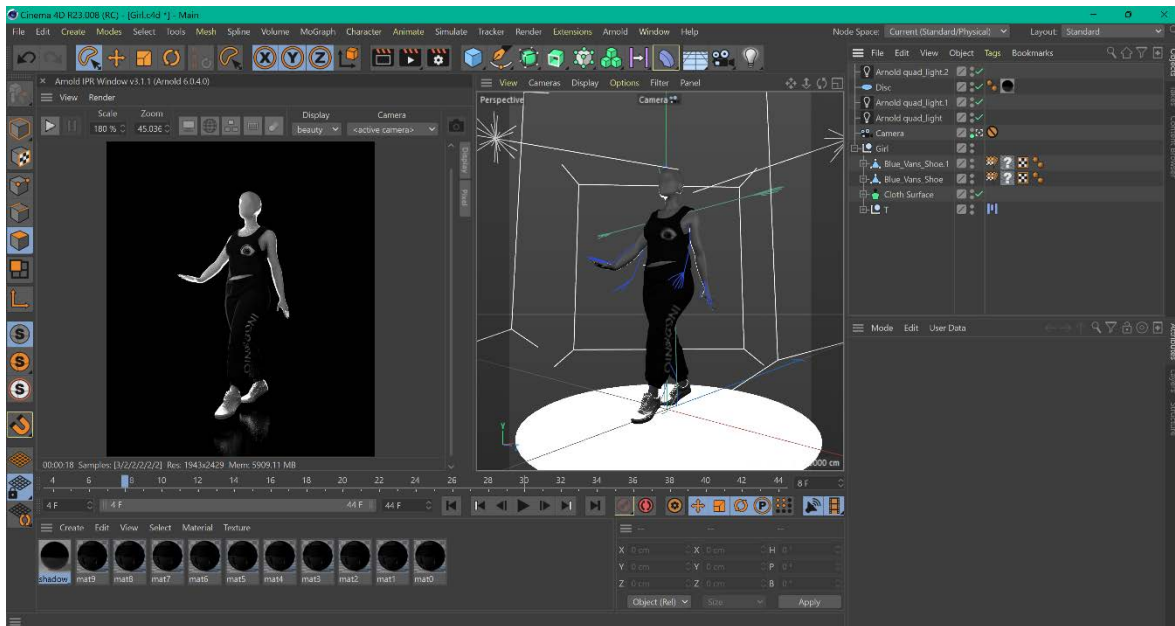 Cinema 4D R23.008 (RC) - [Girl.c4d *] - Main
File Edit Create Modes Select Tools Mesh Spline Volume MoGraph Character Animate Simulate Tracker Render Extensions Arnold Window Help
Node Space: Current (Standard/Physical) Layout: Standard
Arnold IPR Window v3.1.1 (Arnold 6.0.4.0)
View Render
Scale Zoom Display Camera
180 % 45.036 beauty <active camera>
Display
Pixel
00:00:18 Samples: [3/2/2/2/2/2] Res: 1943x2429 Mem: 5909.11 MB
View Cameras Display Options Filter Panel
Perspective Camera
Y
File Edit View Object Tags Bookmarks
Arnold quad_light.2
Disc
Arnold quad_light.1
Arnold quad_light
Camera
Girl
Blue_Vans_Shoe.1
Blue_Vans_Shoe
Cloth Surface
T
Mode Edit User Data
Objects
Attributes
Layer
Structure
4 6 8 10 12 14 16 18 20 22 24 26 28 30 32 34 36 38 40 42 44 8 F
4 F 4 F 44 F 44 F
Create Edit View Select Material Texture
shadow mat9 mat8 mat7 mat6 mat5 mat4 mat3 mat2 mat1 mat0
-- -- --
X 0 cm X 0 cm H 0 °
Y 0 cm Y 0 cm P 0 °
Z 0 cm Z 0 cm B 0 °
Object (Rel) Size Apply